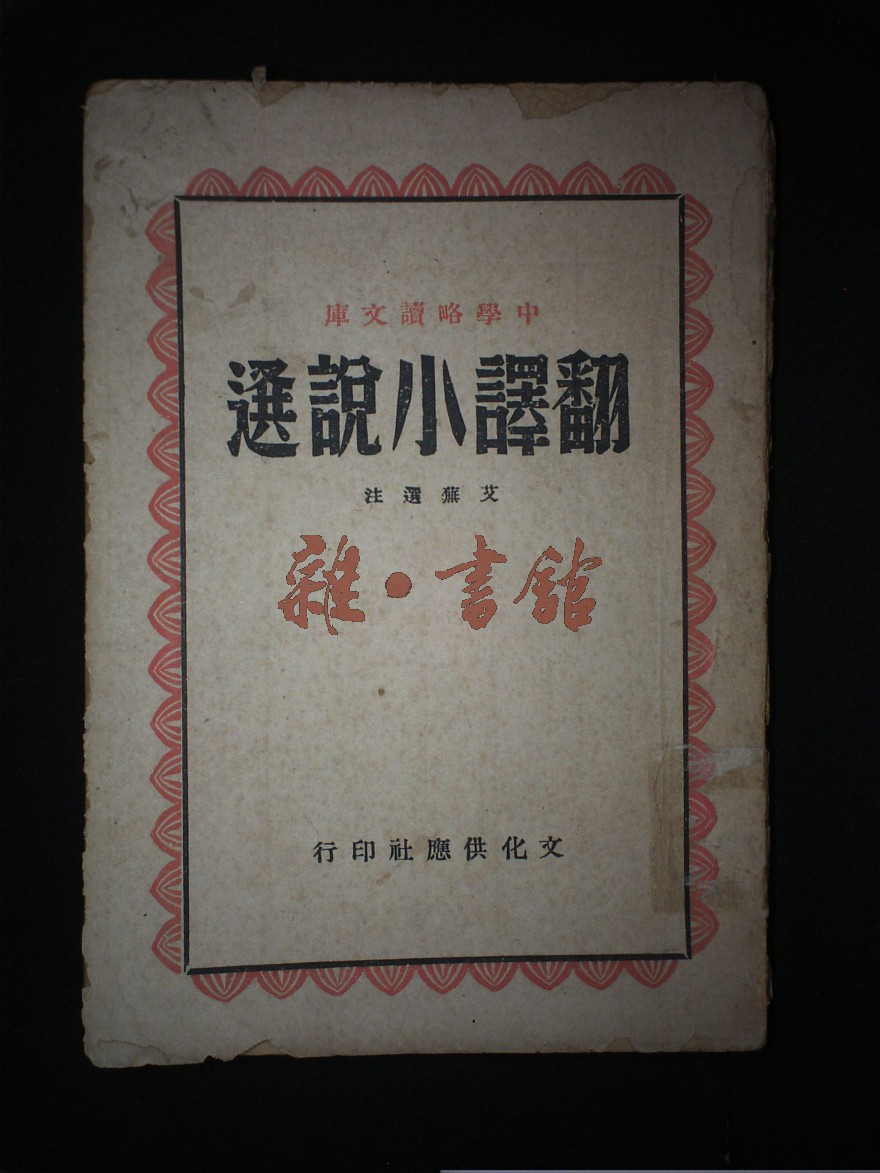 中學略讀文庫
翻譯小說選
艾蕪選注
雜·書館
文化供應社印行